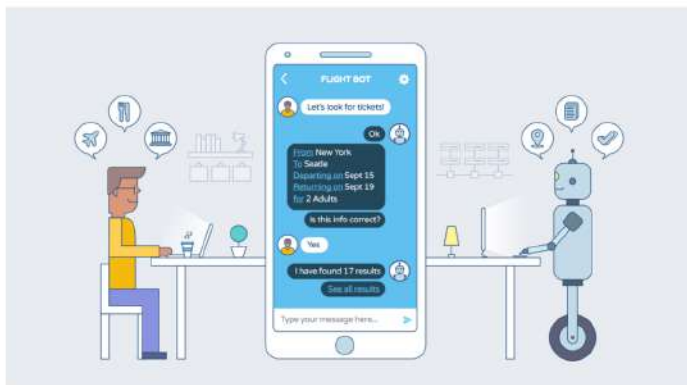 FLIGHT BOT
Let's look for tickets!
Ok
From New York
To Seatle
Departing on Sept 15
Returning on Sept 19
for 2 Adults
Is this info correct?
Yes
I have found 17 results
See all results
Type your message here...